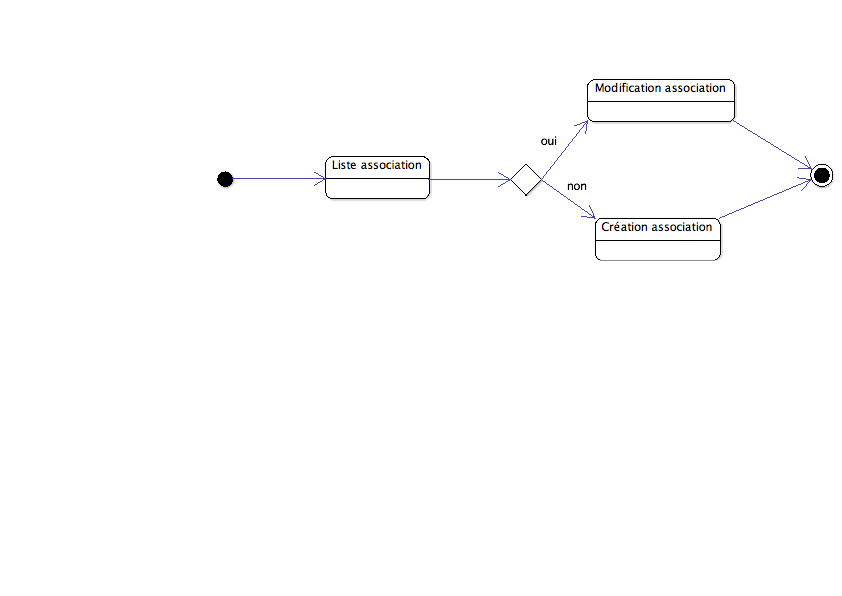 Modification association
oui
Liste association
non
Création association